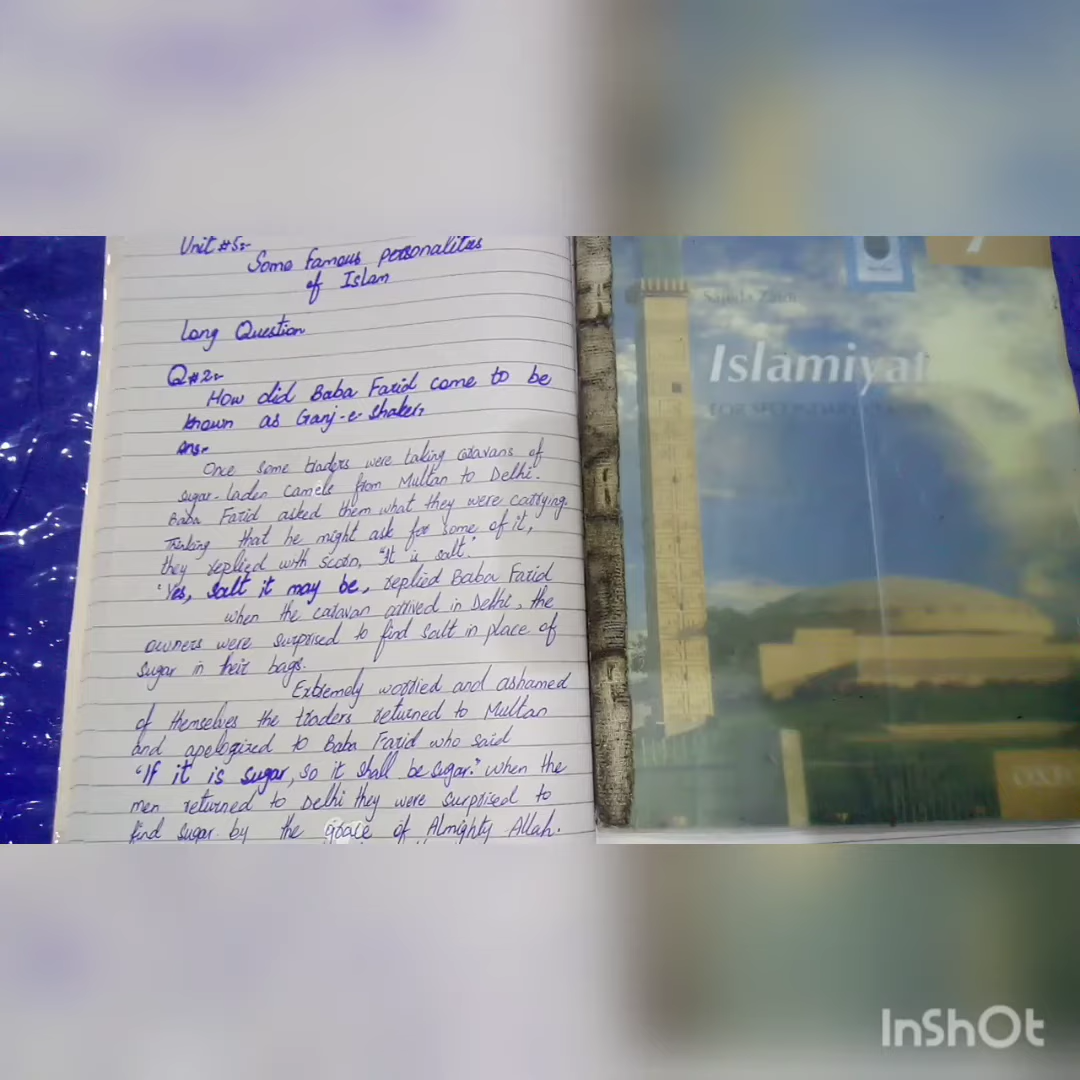 Unit #5:-
Some famous personalities
of Islam
Long Question
Q#2:-
How did Baba Farid come to be
known as Ganj-e-shaker?
Ans:-
Once some traders were taking caravans of
sugar-laden camels from Multan to Delhi.
Baba Farid asked them what they were carrying.
Thinking that he might ask for some of it,
they replied with scorn, "It is salt."
"Yes, salt it may be, replied Baba Farid
when the caravan arrived in Delhi, the
owners were surprised to find salt in place of
sugar in their bags.
Extremely worried and ashamed
of themselves the traders returned to Multan
and apologized to Baba Farid who said
"If it is sugar, so it shall be sugar." when the
men returned to Delhi they were surprised to
find sugar by the grace of Almighty Allah.
7
Islamiyat
FOR
InShOt